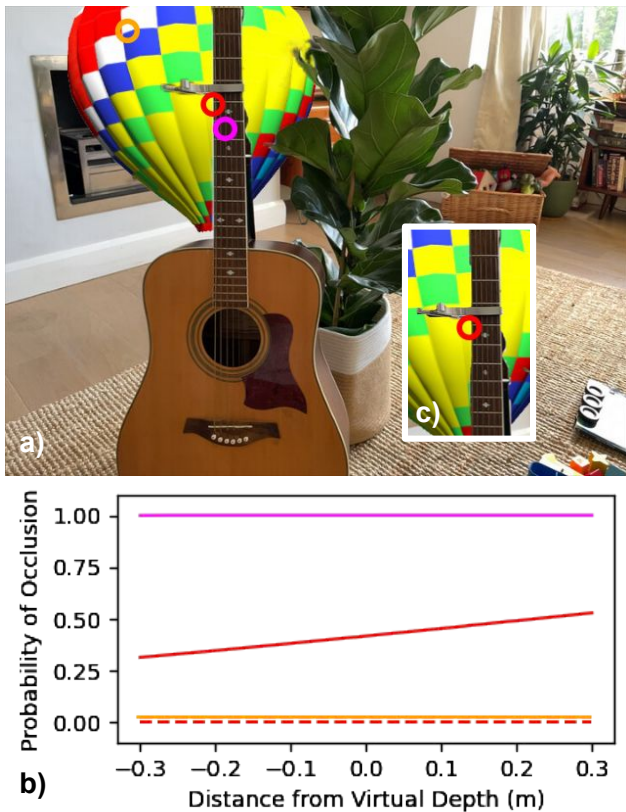 a)
c)
Probability of Occlusion
1.00
0.75
0.50
0.25
0.00
−0.3 −0.2 −0.1 0.0 0.1 0.2 0.3
b)
Distance from Virtual Depth (m)